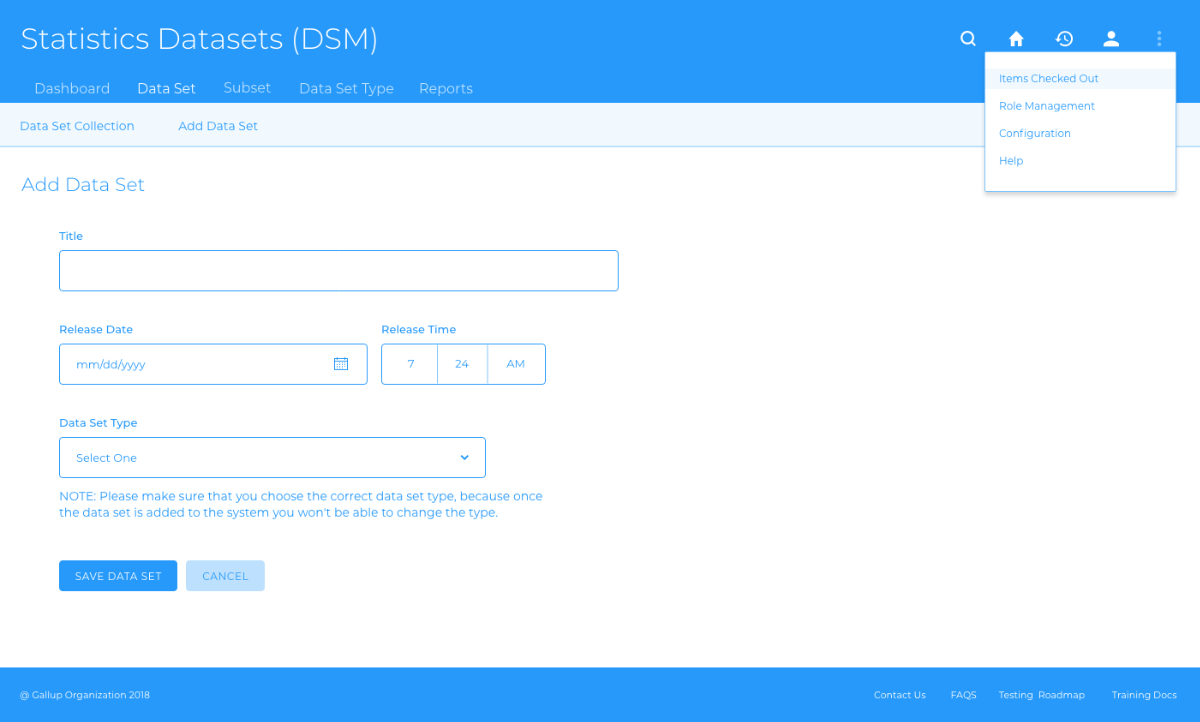 Statistics Datasets (DSM)
Dashboard Data Set Subset Data Set Type Reports
Items Checked Out
Role Management
Configuration
Help
Data Set Collection Add Data Set
Add Data Set
Title
Release Date Release Time
mm/dd/yyyy 7 24 AM
Data Set Type
Select One
NOTE: Please make sure that you choose the correct data set type, because once
the data set is added to the system you won't be able to change the type.
SAVE DATA SET CANCEL
@ Gallup Organization 2018 Contact Us FAQS Testing Roadmap Training Docs